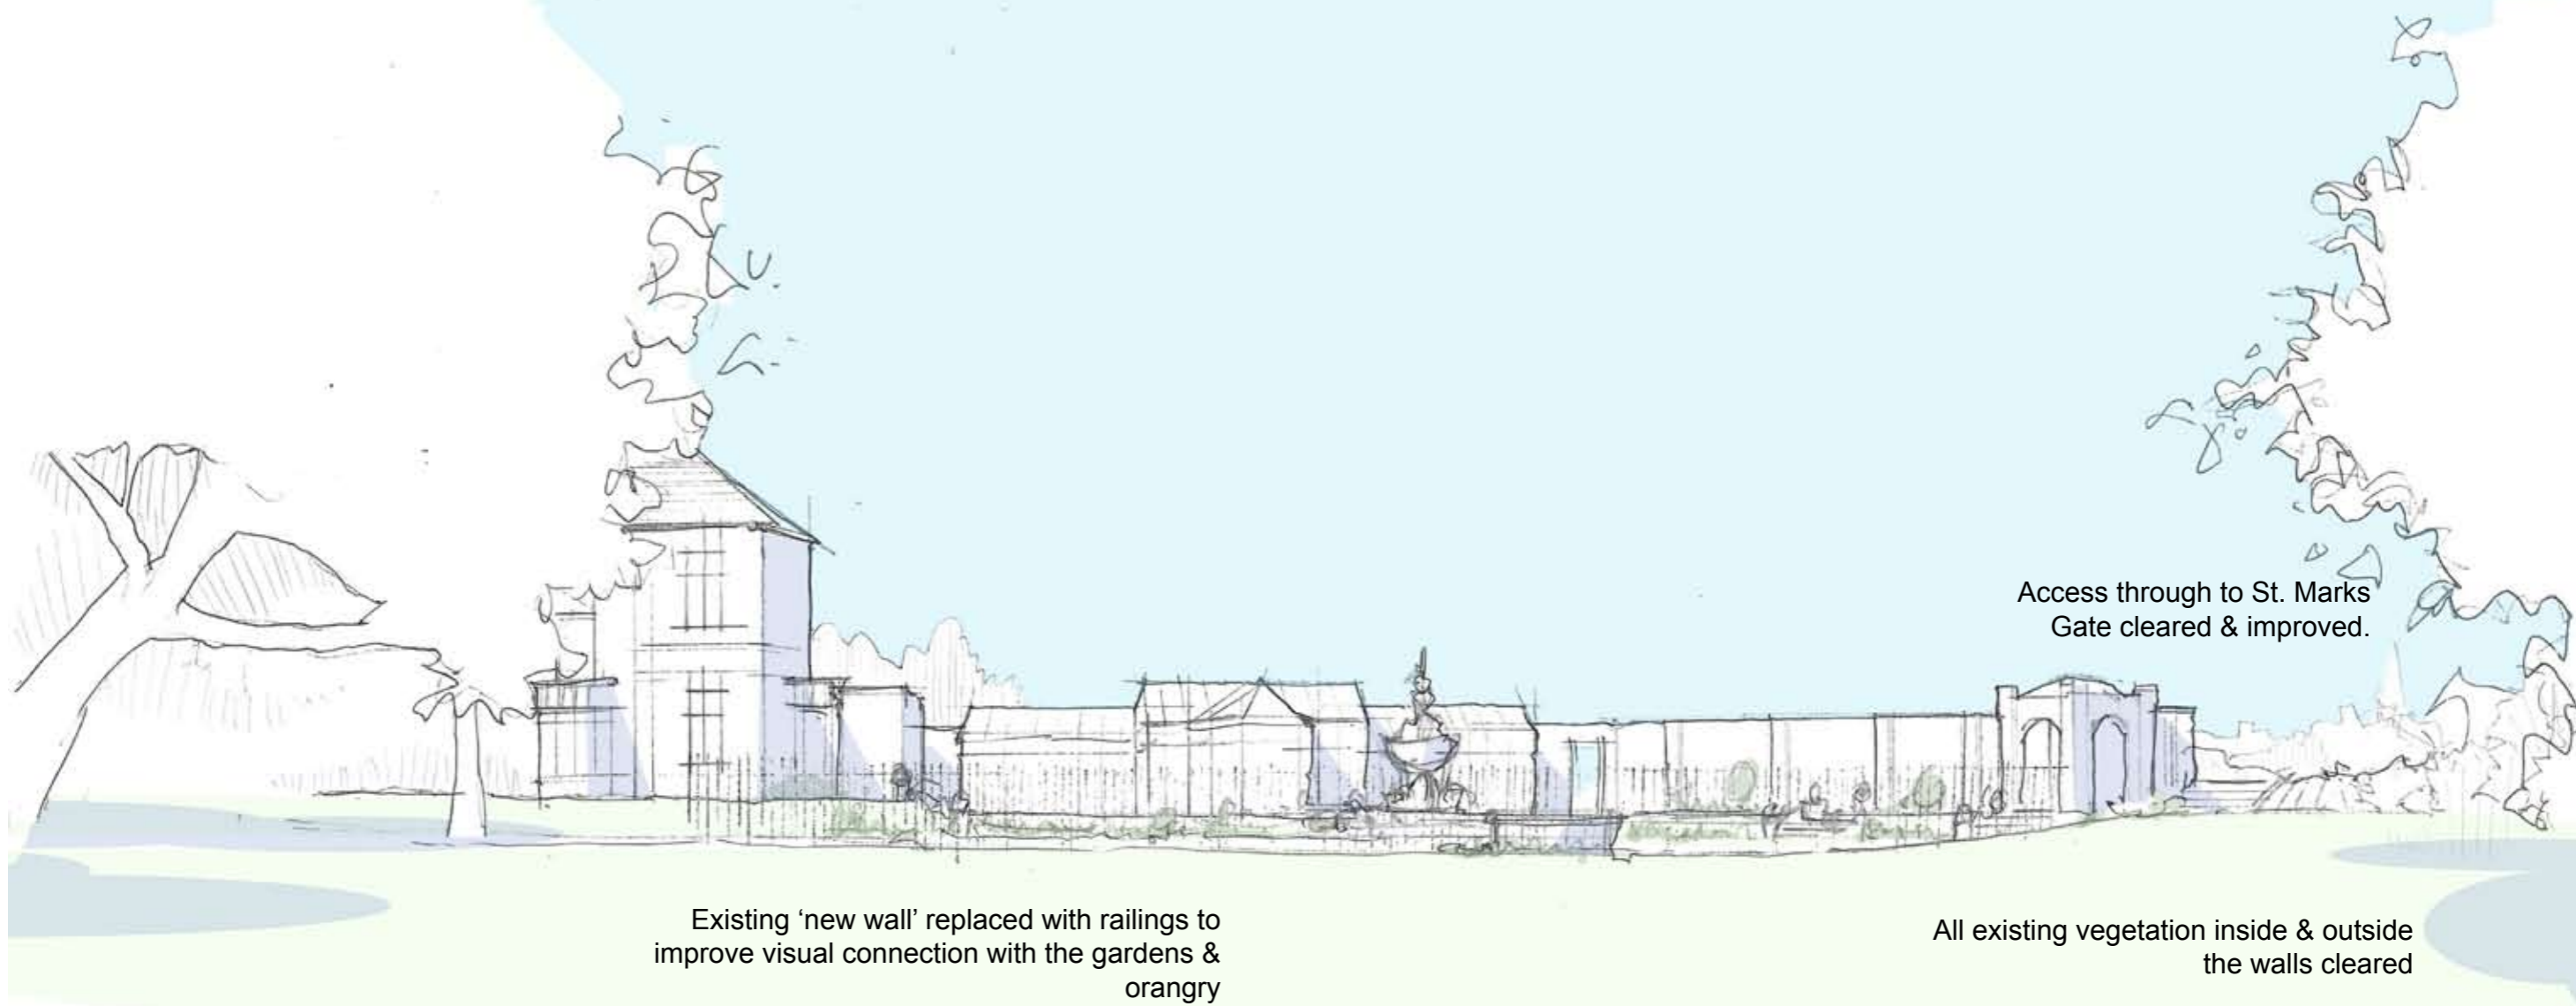 Access through to St. Marks
Gate cleared & improved.
Existing ‘new wall’ replaced with railings to
improve visual connection with the gardens &
orangry
All existing vegetation inside & outside
the walls cleared